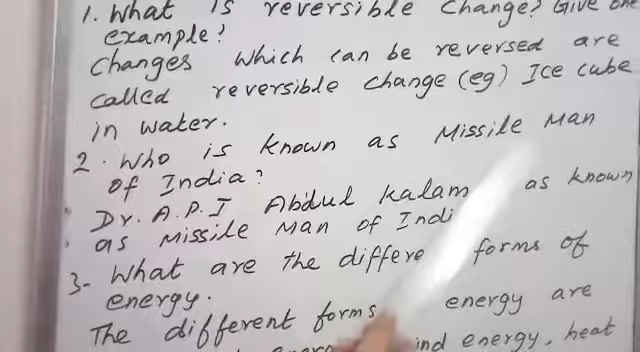 1. What is reversible change? Give one
example?
Changes which can be reversed are
called reversible change (eg) Ice cube
in water.
2. Who is known as Missile Man
of India?
Dr. A.P.J Abdul Kalam as known
as Missile Man of Indi
3- What are the differe forms of
energy.
The different forms energy are
energy, heat